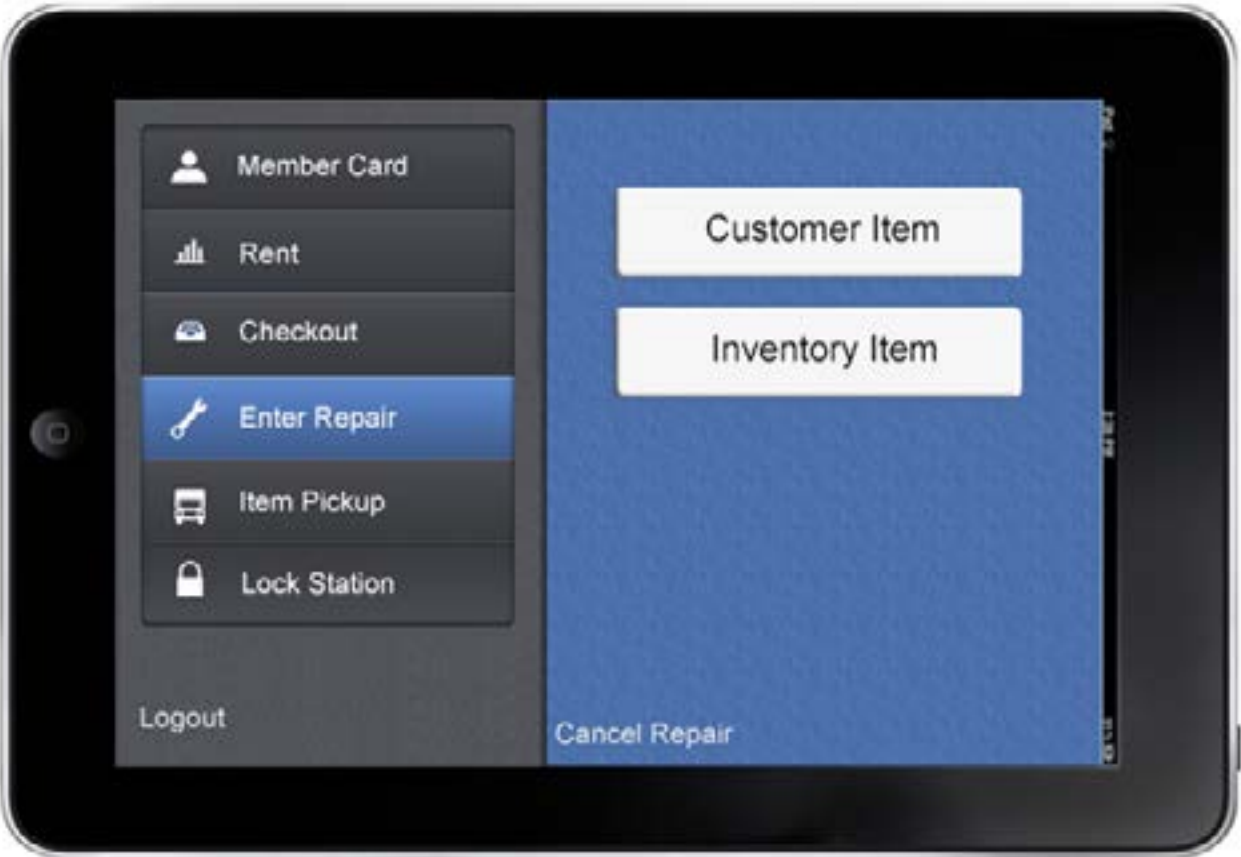 Member Card
Rent
Checkout
Enter Repair
Item Pickup
Lock Station
Logout
Customer Item
Inventory Item
Cancel Repair